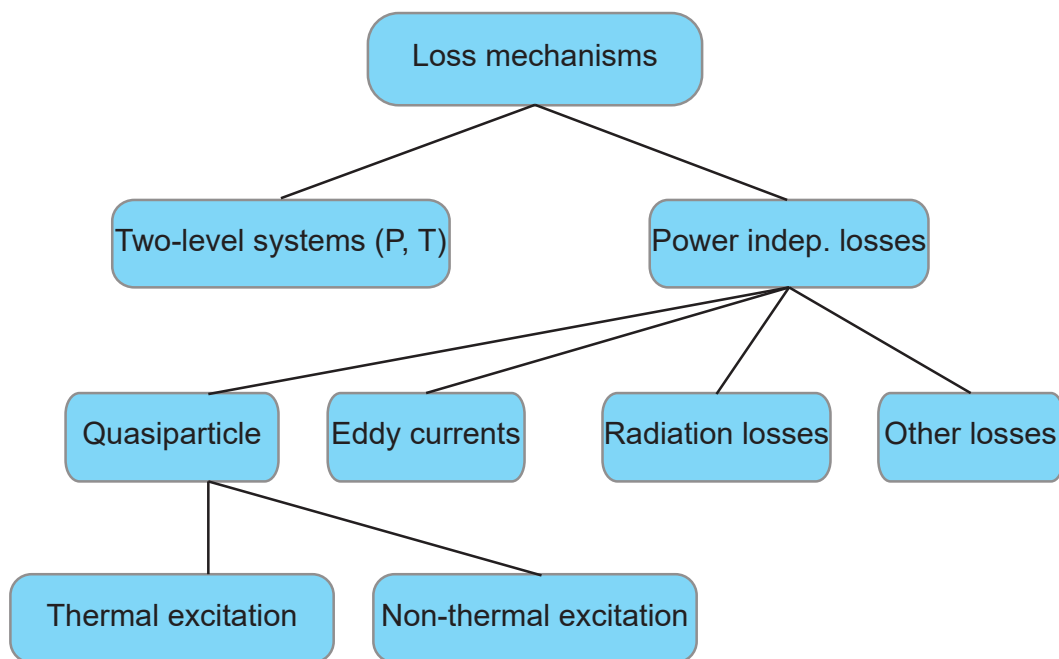 Loss mechanisms
Two-level systems (P, T)
Power indep. losses
Quasiparticle
Eddy currents
Radiation losses
Other losses
Thermal excitation
Non-thermal excitation